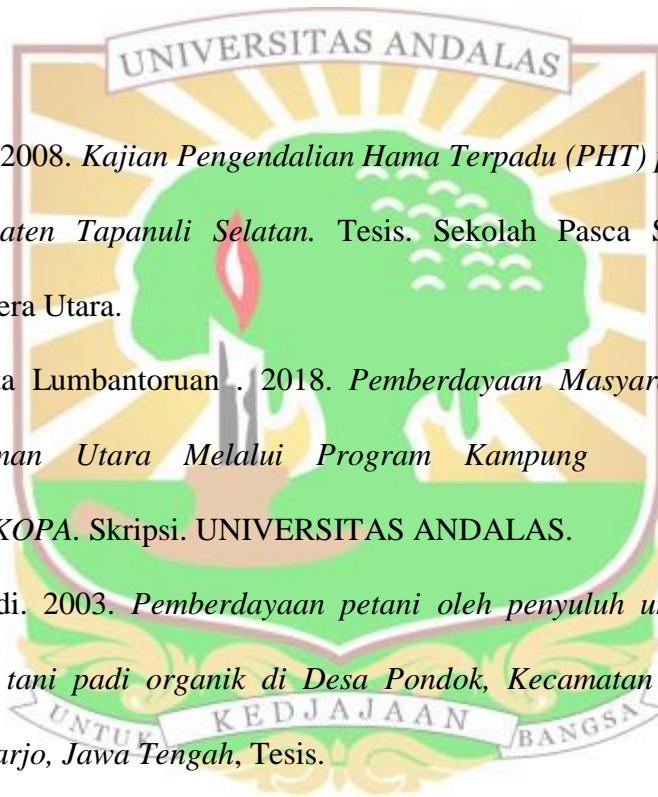 UNIVERSITAS ANDALAS
2008. Kajian Pengendalian Hama Terpadu (PHT)
aten Tapanuli Selatan. Tesis. Sekolah Pasca S
era Utara.
ta Lumbantoruan . 2018. Pemberdayaan Masyar
nan Utara Melalui Program Kampung
KOPA. Skripsi. UNIVERSITAS ANDALAS.
di. 2003. Pemberdayaan petani oleh penyuluh u
tani padi organik di Desa Pondok, Kecamatan
arjo, Jawa Tengah, Tesis.
UNTUK KEDJAJAAN BANGSA